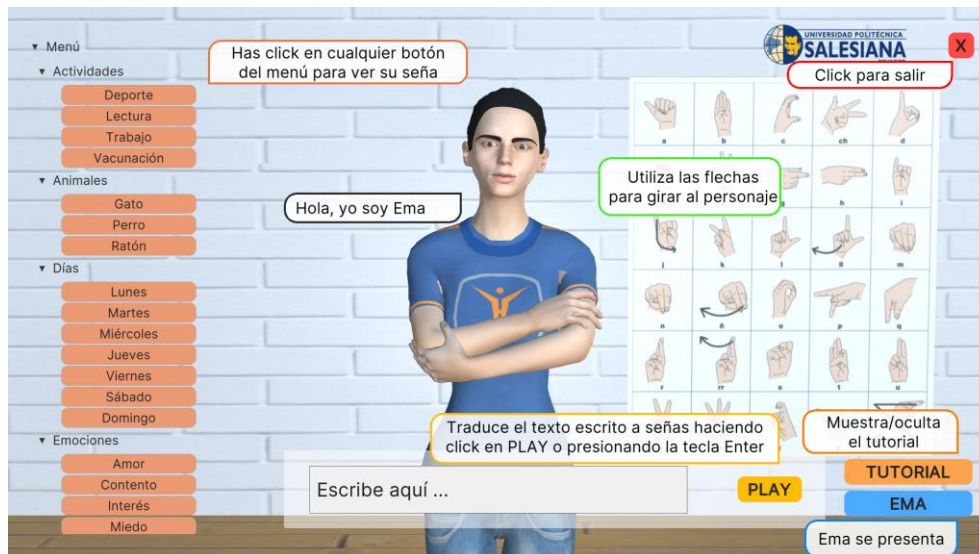 ▾ Menú
▾ Actividades
Deporte
Lectura
Trabajo
Vacunación
▾ Animales
Gato
Perro
Ratón
▾ Días
Lunes
Martes
Miércoles
Jueves
Viernes
Sábado
Domingo
▾ Emociones
Amor
Contento
Interés
Miedo
Has click en cualquier botón
del menú para ver su seña
Hola, yo soy Ema
UNIVERSIDAD POLITÉCNICA
SALESIANA
X
Click para salir
a b c ch d
Utiliza las flechas
para girar al personaje
g h i
j k l ll m
n ñ o p q
r rr s t u
Traduce el texto escrito a señas haciendo
click en PLAY o presionando la tecla Enter
Muestra/oculta
el tutorial
Escribe aquí ...
PLAY
TUTORIAL
EMA
Ema se presenta